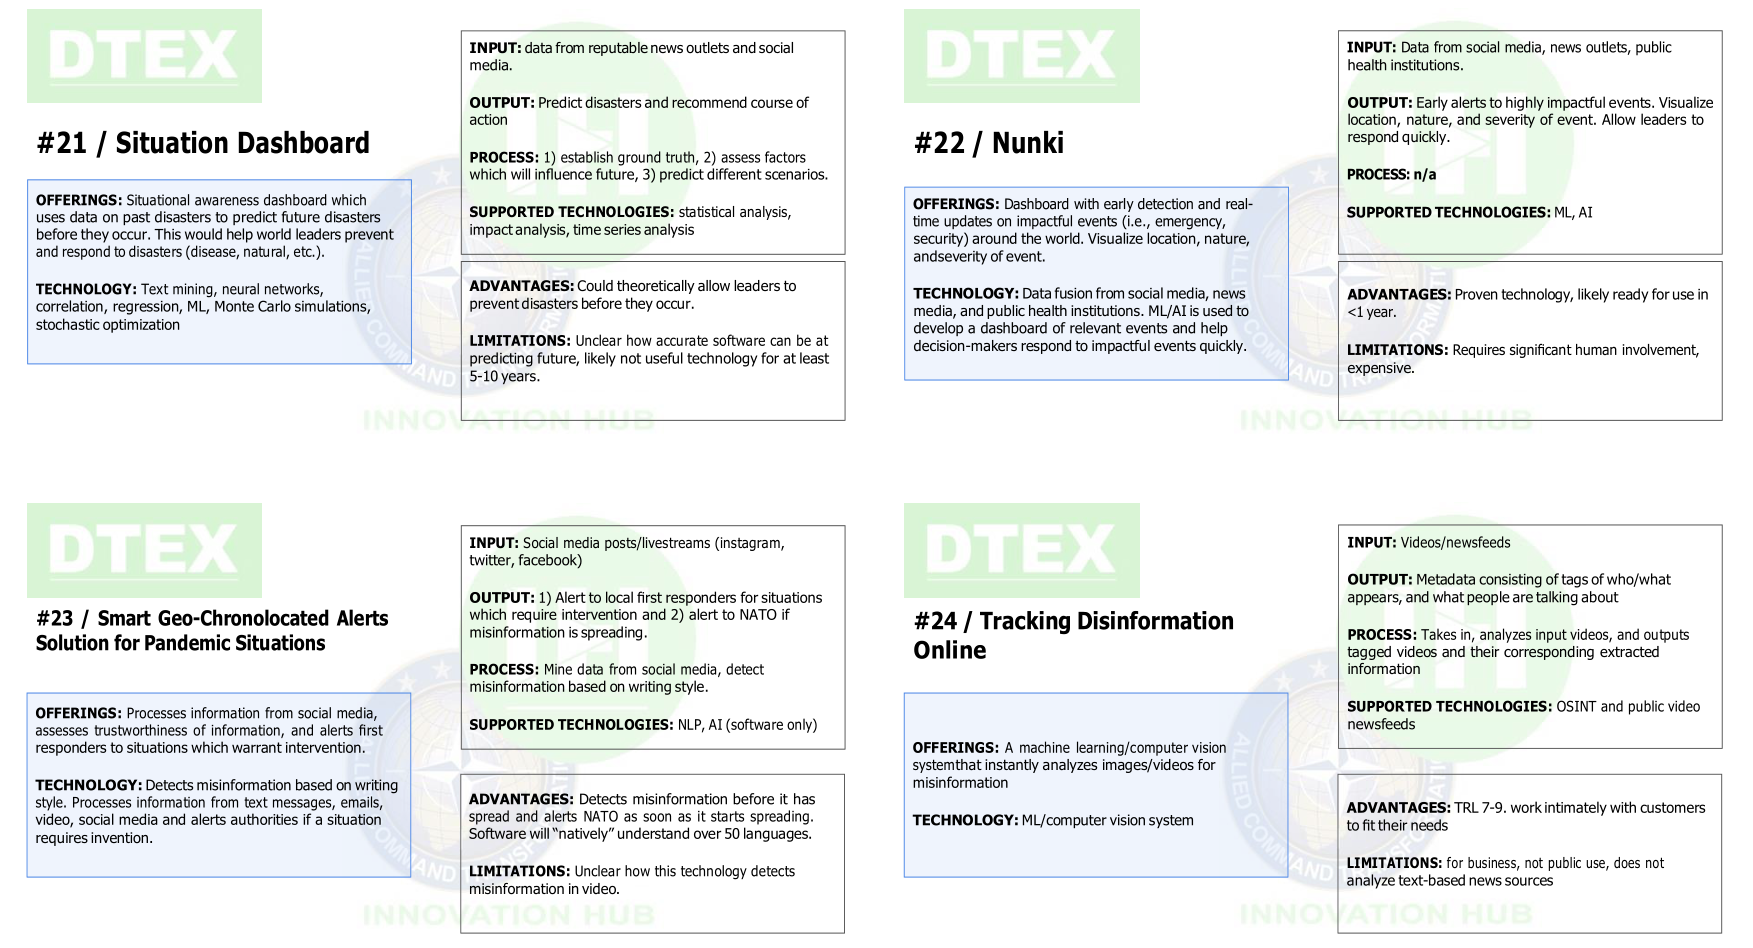 DTEX
#21 / Situation Dashboard
OFFERINGS: Situational awareness dashboard which
uses data on past disasters to predict future disasters
before they occur. This would help world leaders prevent
and respond to disasters (disease, natural, etc.).
TECHNOLOGY: Text mining, neural networks,
correlation, regression, ML, Monte Carlo simulations,
stochastic optimization
INPUT: data from reputable news outlets and social
media.
OUTPUT: Predict disasters and recommend course of
action
PROCESS: 1) establish ground truth, 2) assess factors
which will influence future, 3) predict different scenarios.
SUPPORTED TECHNOLOGIES: statistical analysis,
impact analysis, time series analysis
ADVANTAGES: Could theoretically allow leaders to
prevent disasters before they occur.
LIMITATIONS: Unclear how accurate software can be at
predicting future, likely not useful technology for at least
5-10 years.
INNOVATION HUB
DTEX
#22 / Nunki
OFFERINGS: Dashboard with early detection and real-
time updates on impactful events (i.e., emergency,
security) around the world. Visualize location, nature,
andseverity of event.
TECHNOLOGY: Data fusion from social media, news
media, and public health institutions. ML/AI is used to
develop a dashboard of relevant events and help
decision-makers respond to impactful events quickly.
INPUT: Data from social media, news outlets, public
health institutions.
OUTPUT: Early alerts to highly impactful events. Visualize
location, nature, and severity of event. Allow leaders to
respond quickly.
PROCESS: n/a
SUPPORTED TECHNOLOGIES: ML, AI
ADVANTAGES: Proven technology, likely ready for use in
<1 year.
LIMITATIONS: Requires significant human involvement,
expensive.
INNOVATION HUB
DTEX
#23 / Smart Geo-Chronolocated Alerts
Solution for Pandemic Situations
OFFERINGS: Processes information from social media,
assesses trustworthiness of information, and alerts first
responders to situations which warrant intervention.
TECHNOLOGY: Detects misinformation based on writing
style. Processes information from text messages, emails,
video, social media and alerts authorities if a situation
requires invention.
INPUT: Social media posts/livestreams (instagram,
twitter, facebook)
OUTPUT: 1) Alert to local first responders for situations
which require intervention and 2) alert to NATO if
misinformation is spreading.
PROCESS: Mine data from social media, detect
misinformation based on writing style.
SUPPORTED TECHNOLOGIES: NLP, AI (software only)
ADVANTAGES: Detects misinformation before it has
spread and alerts NATO as soon as it starts spreading.
Software will “natively” understand over 50 languages.
LIMITATIONS: Unclear how this technology detects
misinformation in video.
INNOVATION HUB
DTEX
#24 / Tracking Disinformation
Online
OFFERINGS: A machine learning/computer vision
systemthat instantly analyzes images/videos for
misinformation
TECHNOLOGY: ML/computer vision system
INPUT: Videos/newsfeeds
OUTPUT: Metadata consisting of tags of who/what
appears, and what people are talking about
PROCESS: Takes in, analyzes input videos, and outputs
tagged videos and their corresponding extracted
information
SUPPORTED TECHNOLOGIES: OSINT and public video
newsfeeds
ADVANTAGES: TRL 7-9. work intimately with customers
to fit their needs
LIMITATIONS: for business, not public use, does not
analyze text-based news sources
INNOVATION HUB